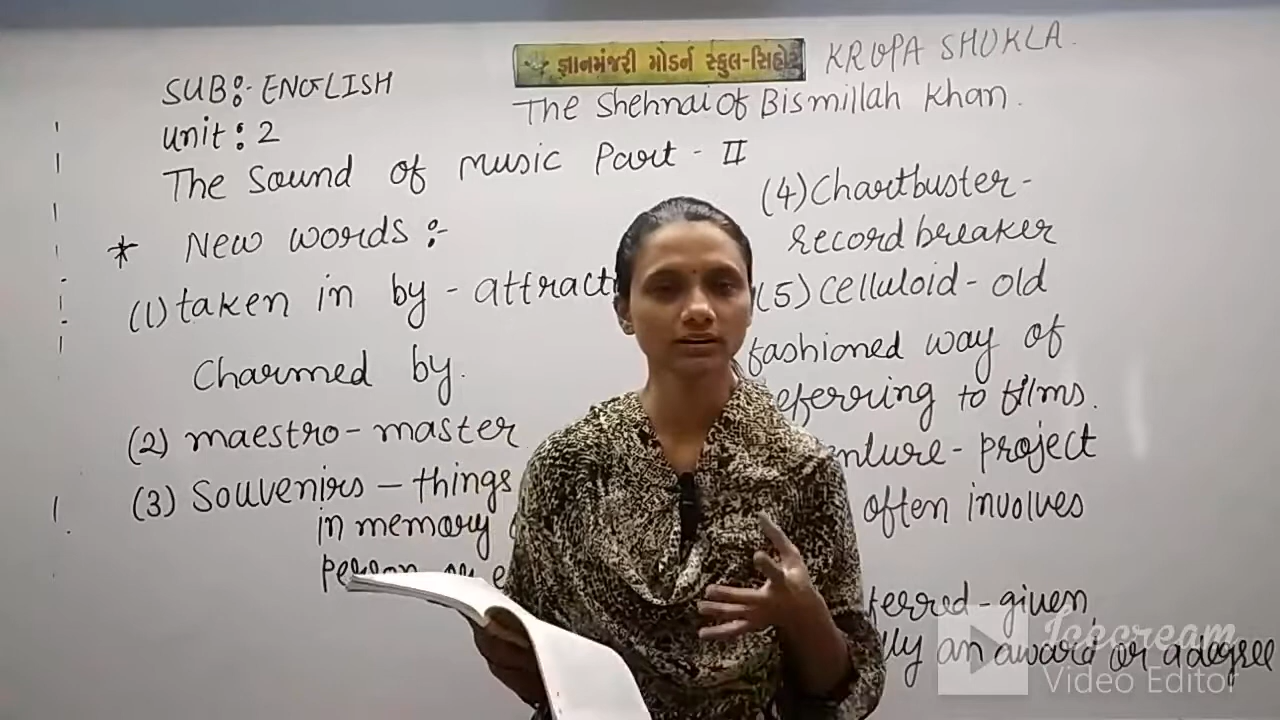 જ્ઞાનમંજરી મોડર્ન સ્કુલ-સિહોર
KRUPA SHUKLA.
SUB:- ENGLISH
The Shehnai of Bismillah Khan.
Unit : 2
The Sound of Music Part - II
* New words :-
(1) taken in by - attract
Charmed by.
(2) maestro - master
(3) Souvenirs - things
in memory
person or e
(4) Chartbuster -
record breaker
(5) Celluloid - old
fashioned way of
eferring to films.
enture - project
often involves
ferred - given,
lly an award or a degree
Icecream
Video Editor